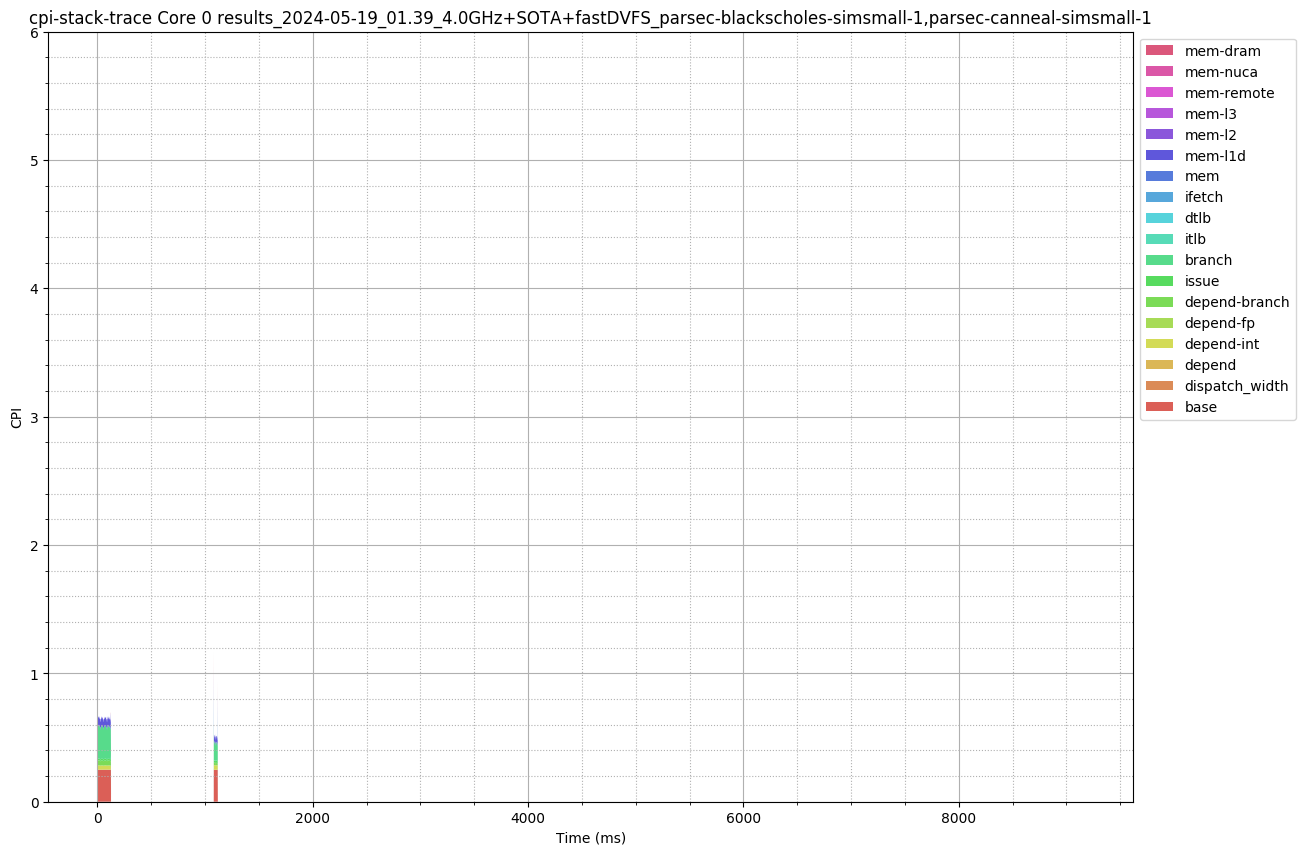 cpi-stack-trace Core 0 results_2024-05-19_01.39_4.0GHz+SOTA+fastDVFS_parsec-blackscholes-simsmall-1,parsec-canneal-simsmall-1
6
5
4
3
2
1
0
CPI
0 2000 4000 6000 8000
Time (ms)
mem-dram
mem-nuca
mem-remote
mem-l3
mem-l2
mem-l1d
mem
ifetch
dtlb
itlb
branch
issue
depend-branch
depend-fp
depend-int
depend
dispatch_width
base